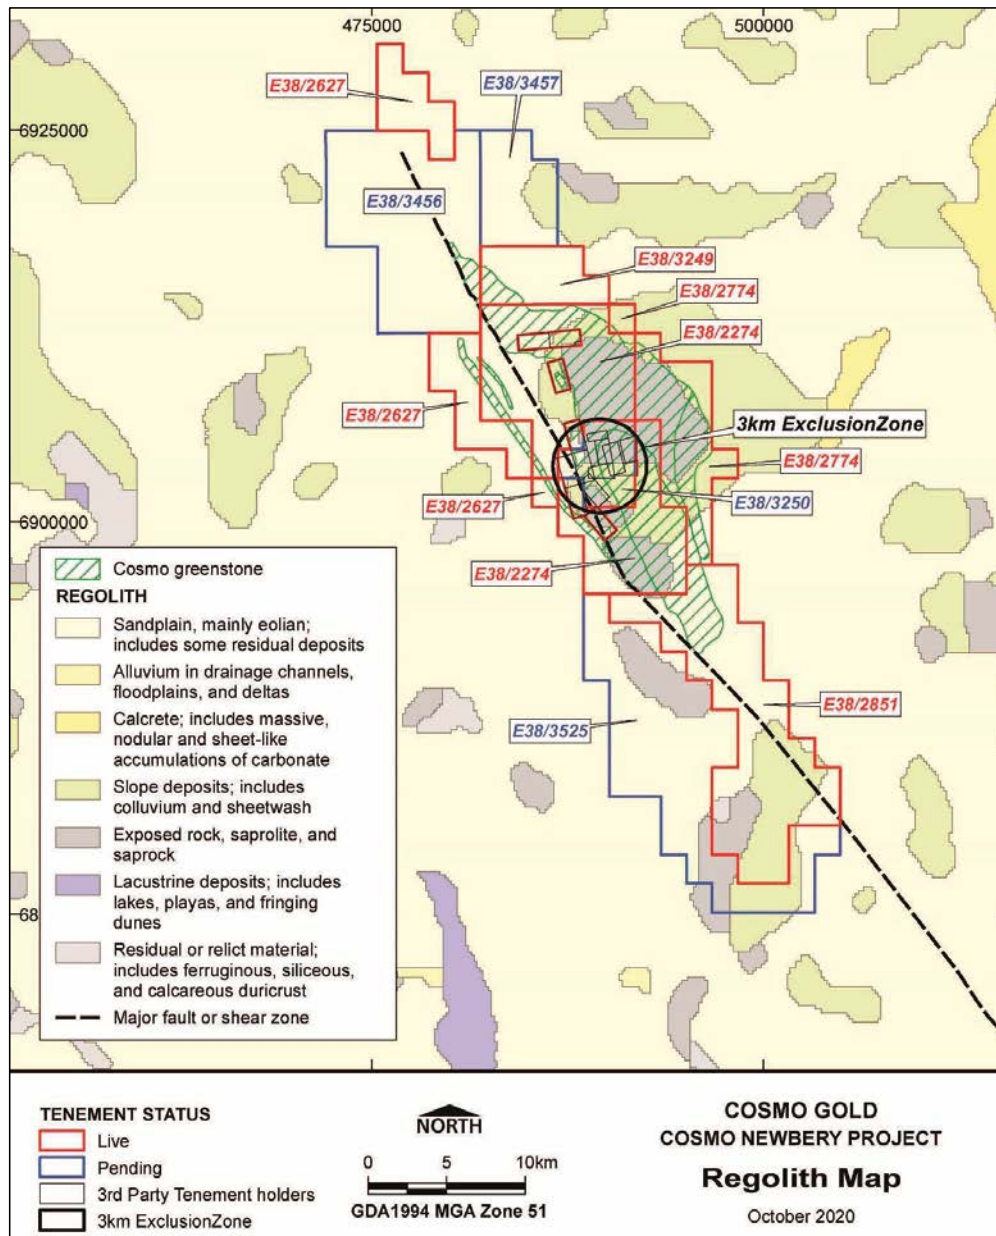 475000
500000
6925000
E38/2627
E38/3457
E38/3456
E38/3249
E38/2774
E38/2274
E38/2627
3km ExclusionZone
E38/2774
E38/2627
E38/3250
6900000
E38/2274
E38/2851
E38/3525
68
Cosmo greenstone
REGOLITH
Sandplain, mainly eolian;
includes some residual deposits
Alluvium in drainage channels,
floodplains, and deltas
Calcrete; includes massive,
nodular and sheet-like
accumulations of carbonate
Slope deposits; includes
colluvium and sheetwash
Exposed rock, saprolite, and
saprock
Lacustrine deposits; includes
lakes, playas, and fringing
dunes
Residual or relict material;
includes ferruginous, siliceous,
and calcareous duricrust
Major fault or shear zone
TENEMENT STATUS
Live
Pending
3rd Party Tenement holders
3km ExclusionZone
NORTH
0 5 10km
GDA1994 MGA Zone 51
COSMO GOLD
COSMO NEWBERY PROJECT
Regolith Map
October 2020